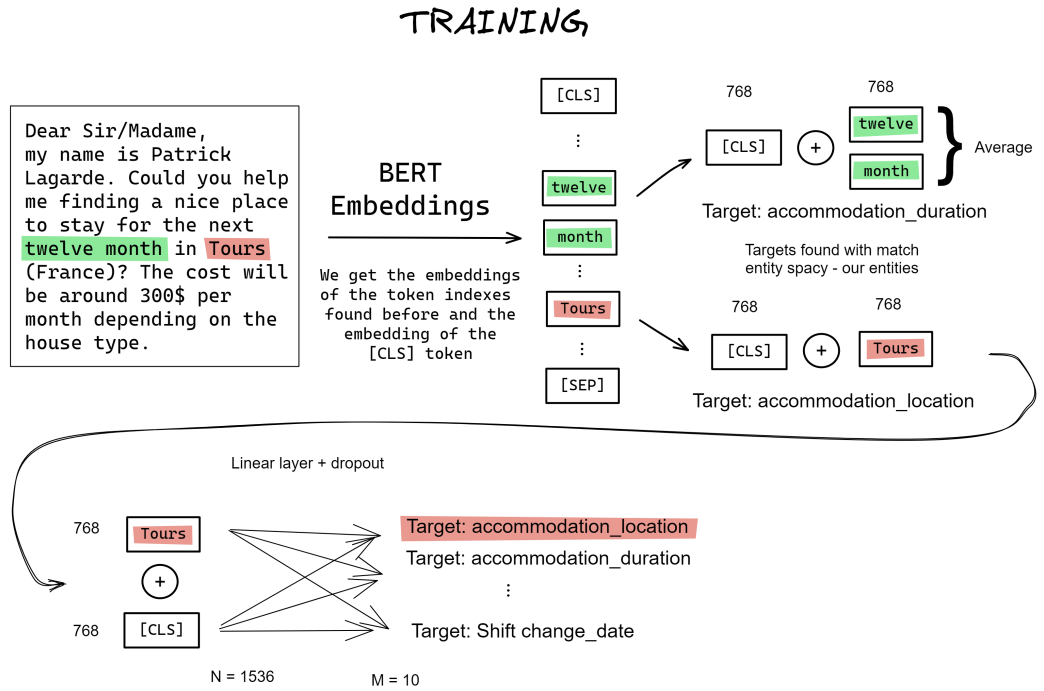 TRAINING
Dear Sir/Madame,
my name is Patrick
Lagarde. Could you help
me finding a nice place
to stay for the next
twelve month in Tours
(France)? The cost will
be around 300$ per
month depending on the
house type.
BERT
Embeddings
We get the embeddings
of the token indexes
found before and the
embedding of the
[CLS] token
[CLS]
⋮
twelve
month
⋮
Tours
⋮
[SEP]
768
768
[CLS]
+
twelve
month
}
Average
Target: accommodation_duration
Targets found with match
entity spacy - our entities
768
768
[CLS]
+
Tours
Target: accommodation_location
Linear layer + dropout
768
Tours
+
768
[CLS]
Target: accommodation_location
Target: accommodation_duration
⋮
Target: Shift change_date
N = 1536
M = 10